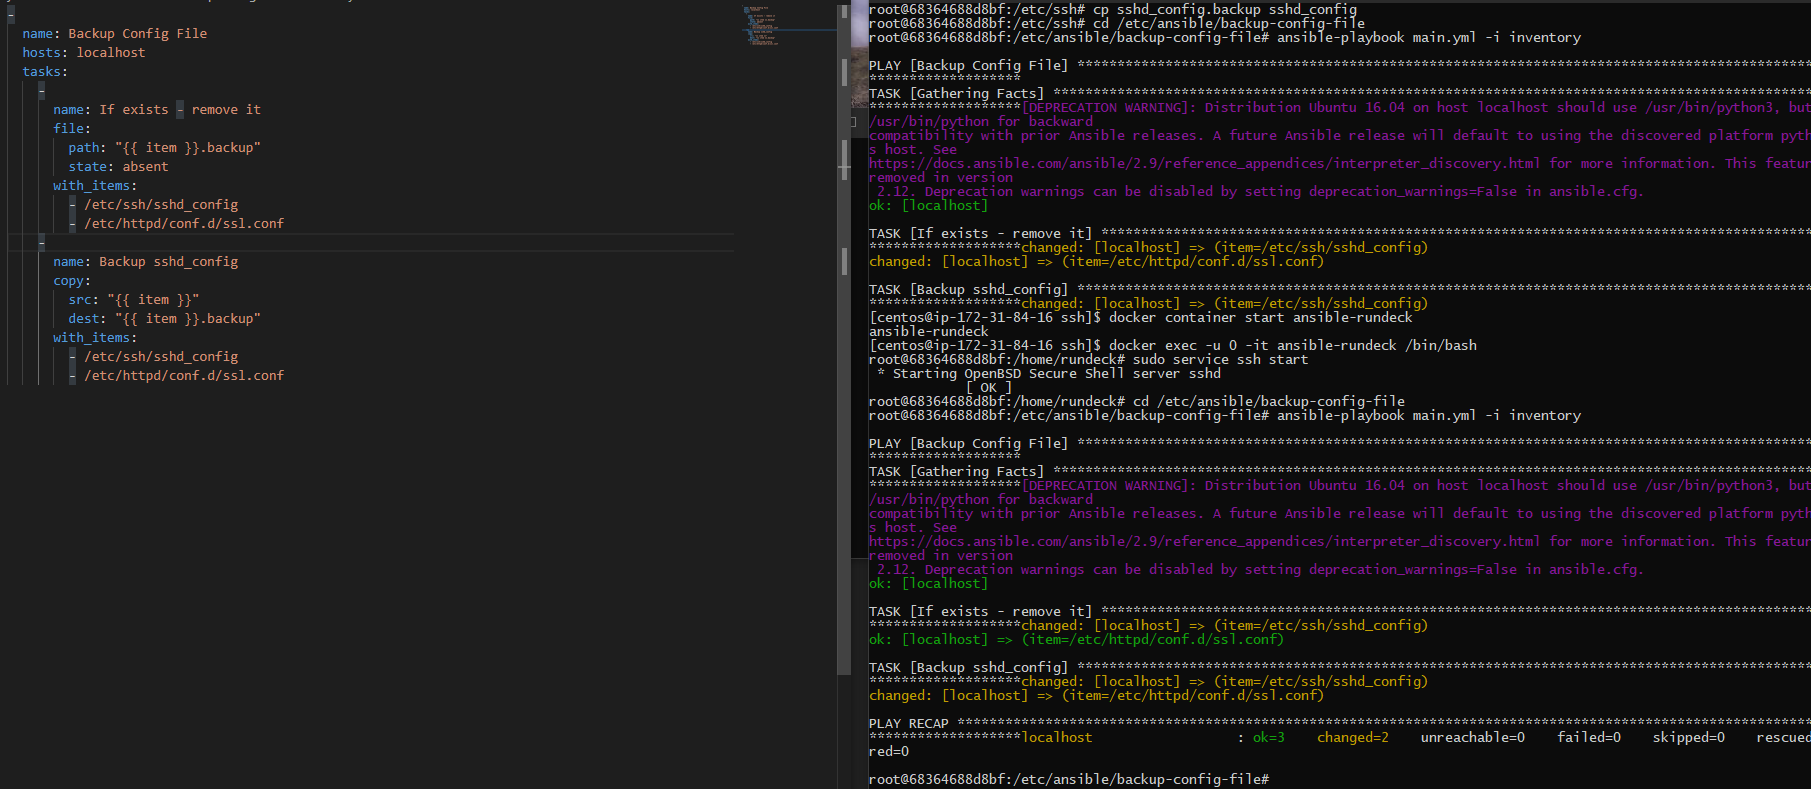 -
name: Backup Config File
hosts: localhost
tasks:
-
name: If exists - remove it
file:
path: "{{ item }}.backup"
state: absent
with_items:
- /etc/ssh/sshd_config
- /etc/httpd/conf.d/ssl.conf
-
name: Backup sshd_config
copy:
src: "{{ item }}"
dest: "{{ item }}.backup"
with_items:
- /etc/ssh/sshd_config
- /etc/httpd/conf.d/ssl.conf
root@68364688d8bf:/etc/ssh# cp sshd_config.backup sshd_config
root@68364688d8bf:/etc/ssh# cd /etc/ansible/backup-config-file
root@68364688d8bf:/etc/ansible/backup-config-file# ansible-playbook main.yml -i inventory
PLAY [Backup Config File] ********************************************************************************************
*******************
TASK [Gathering Facts] ***********************************************************************************************
*******************[DEPRECATION WARNING]: Distribution Ubuntu 16.04 on host localhost should use /usr/bin/python3, but
/usr/bin/python for backward
compatibility with prior Ansible releases. A future Ansible release will default to using the discovered platform pyth
s host. See
https://docs.ansible.com/ansible/2.9/reference_appendices/interpreter_discovery.html for more information. This featur
removed in version
2.12. Deprecation warnings can be disabled by setting deprecation_warnings=False in ansible.cfg.
ok: [localhost]
TASK [If exists - remove it] *****************************************************************************************
*******************changed: [localhost] => (item=/etc/ssh/sshd_config)
changed: [localhost] => (item=/etc/httpd/conf.d/ssl.conf)
TASK [Backup sshd_config] ********************************************************************************************
*******************changed: [localhost] => (item=/etc/ssh/sshd_config)
[centos@ip-172-31-84-16 ssh]$ docker container start ansible-rundeck
ansible-rundeck
[centos@ip-172-31-84-16 ssh]$ docker exec -u 0 -it ansible-rundeck /bin/bash
root@68364688d8bf:/home/rundeck# sudo service ssh start
* Starting OpenBSD Secure Shell server sshd
[ OK ]
root@68364688d8bf:/home/rundeck# cd /etc/ansible/backup-config-file
root@68364688d8bf:/etc/ansible/backup-config-file# ansible-playbook main.yml -i inventory
PLAY [Backup Config File] ********************************************************************************************
*******************
TASK [Gathering Facts] ***********************************************************************************************
*******************[DEPRECATION WARNING]: Distribution Ubuntu 16.04 on host localhost should use /usr/bin/python3, but
/usr/bin/python for backward
compatibility with prior Ansible releases. A future Ansible release will default to using the discovered platform pyth
s host. See
https://docs.ansible.com/ansible/2.9/reference_appendices/interpreter_discovery.html for more information. This featur
removed in version
2.12. Deprecation warnings can be disabled by setting deprecation_warnings=False in ansible.cfg.
ok: [localhost]
TASK [If exists - remove it] *****************************************************************************************
*******************changed: [localhost] => (item=/etc/ssh/sshd_config)
ok: [localhost] => (item=/etc/httpd/conf.d/ssl.conf)
TASK [Backup sshd_config] ********************************************************************************************
*******************changed: [localhost] => (item=/etc/ssh/sshd_config)
changed: [localhost] => (item=/etc/httpd/conf.d/ssl.conf)
PLAY RECAP ***********************************************************************************************************
*******************localhost : ok=3 changed=2 unreachable=0 failed=0 skipped=0 rescued
red=0
root@68364688d8bf:/etc/ansible/backup-config-file#